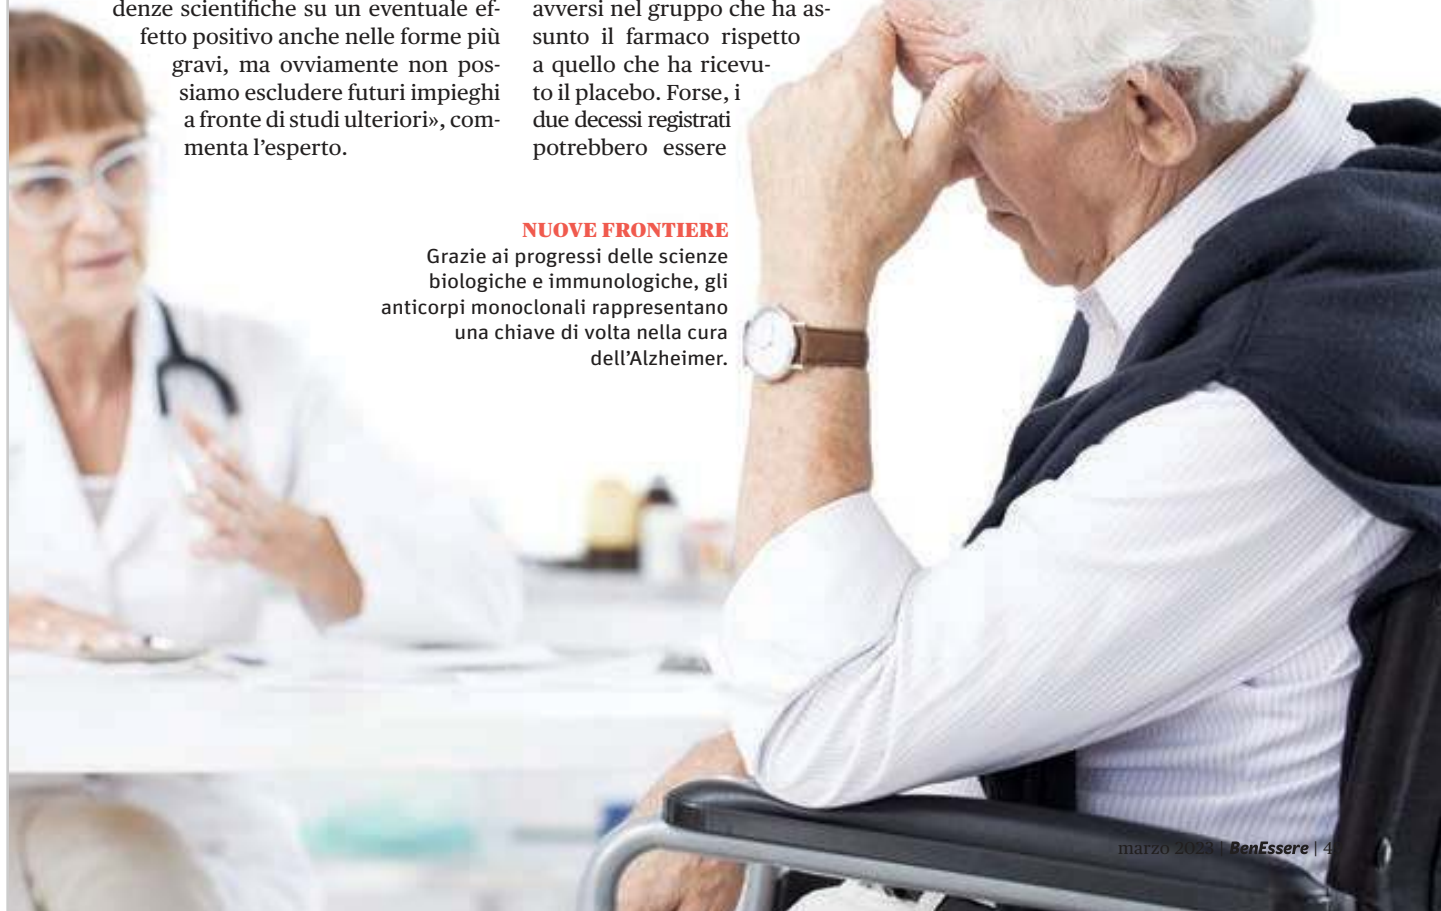 denze scientifiche su un eventuale ef-
fetto positivo anche nelle forme più
gravi, ma ovviamente non pos-
siamo escludere futuri impieghi
a fronte di studi ulteriori», com-
menta l’esperto.
avversi nel gruppo che ha as-
sunto il farmaco rispetto
a quello che ha ricevu-
to il placebo. Forse, i
due decessi registrati
potrebbero essere
NUOVE FRONTIERE
Grazie ai progressi delle scienze
biologiche e immunologiche, gli
anticorpi monoclonali rappresentano
una chiave di volta nella cura
dell’Alzheimer.
marzo 2023 | BenEssere |